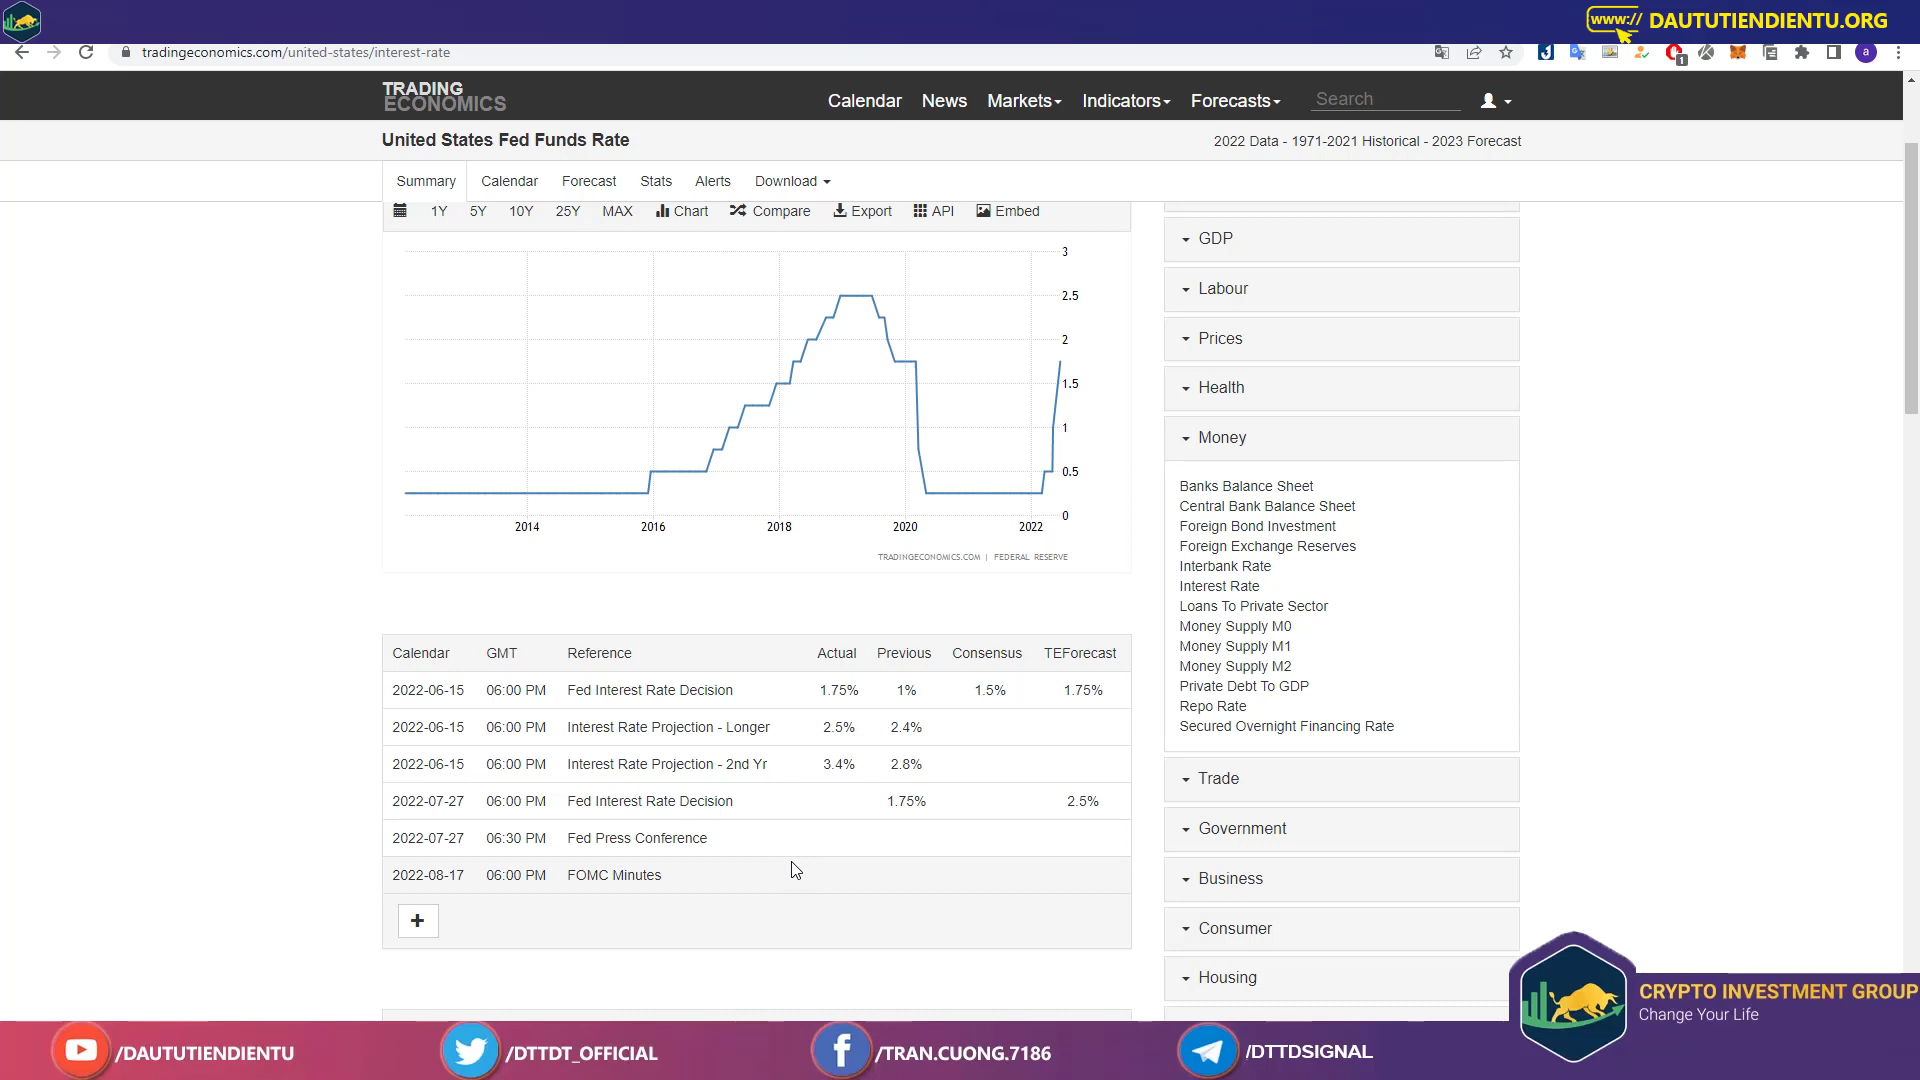 www:// DAUTUTIENDIENTU.ORG
tradingeconomics.com/united-states/interest-rate
1
a
TRADING
ECONOMICS
Calendar News Markets Indicators Forecasts Search
United States Fed Funds Rate
2022 Data - 1971-2021 Historical - 2023 Forecast
Summary Calendar Forecast Stats Alerts Download
1Y 5Y 10Y 25Y MAX Chart Compare Export API Embed
3
2.5
2
1.5
1
0.5
0
2014 2016 2018 2020 2022
TRADINGECONOMICS.COM | FEDERAL RESERVE
Calendar GMT Reference Actual Previous Consensus TEForecast
2022-06-15 06:00 PM Fed Interest Rate Decision 1.75% 1% 1.5% 1.75%
2022-06-15 06:00 PM Interest Rate Projection - Longer 2.5% 2.4%
2022-06-15 06:00 PM Interest Rate Projection - 2nd Yr 3.4% 2.8%
2022-07-27 06:00 PM Fed Interest Rate Decision 1.75% 2.5%
2022-07-27 06:30 PM Fed Press Conference
2022-08-17 06:00 PM FOMC Minutes
+
GDP
Labour
Prices
Health
Money
Banks Balance Sheet
Central Bank Balance Sheet
Foreign Bond Investment
Foreign Exchange Reserves
Interbank Rate
Interest Rate
Loans To Private Sector
Money Supply M0
Money Supply M1
Money Supply M2
Private Debt To GDP
Repo Rate
Secured Overnight Financing Rate
Trade
Government
Business
Consumer
Housing
CRYPTO INVESTMENT GROUP
Change Your Life
/DAUTUTIENDIENTU
/DTTDT_OFFICIAL
/TRAN.CUONG.7186
/DTTDSIGNAL